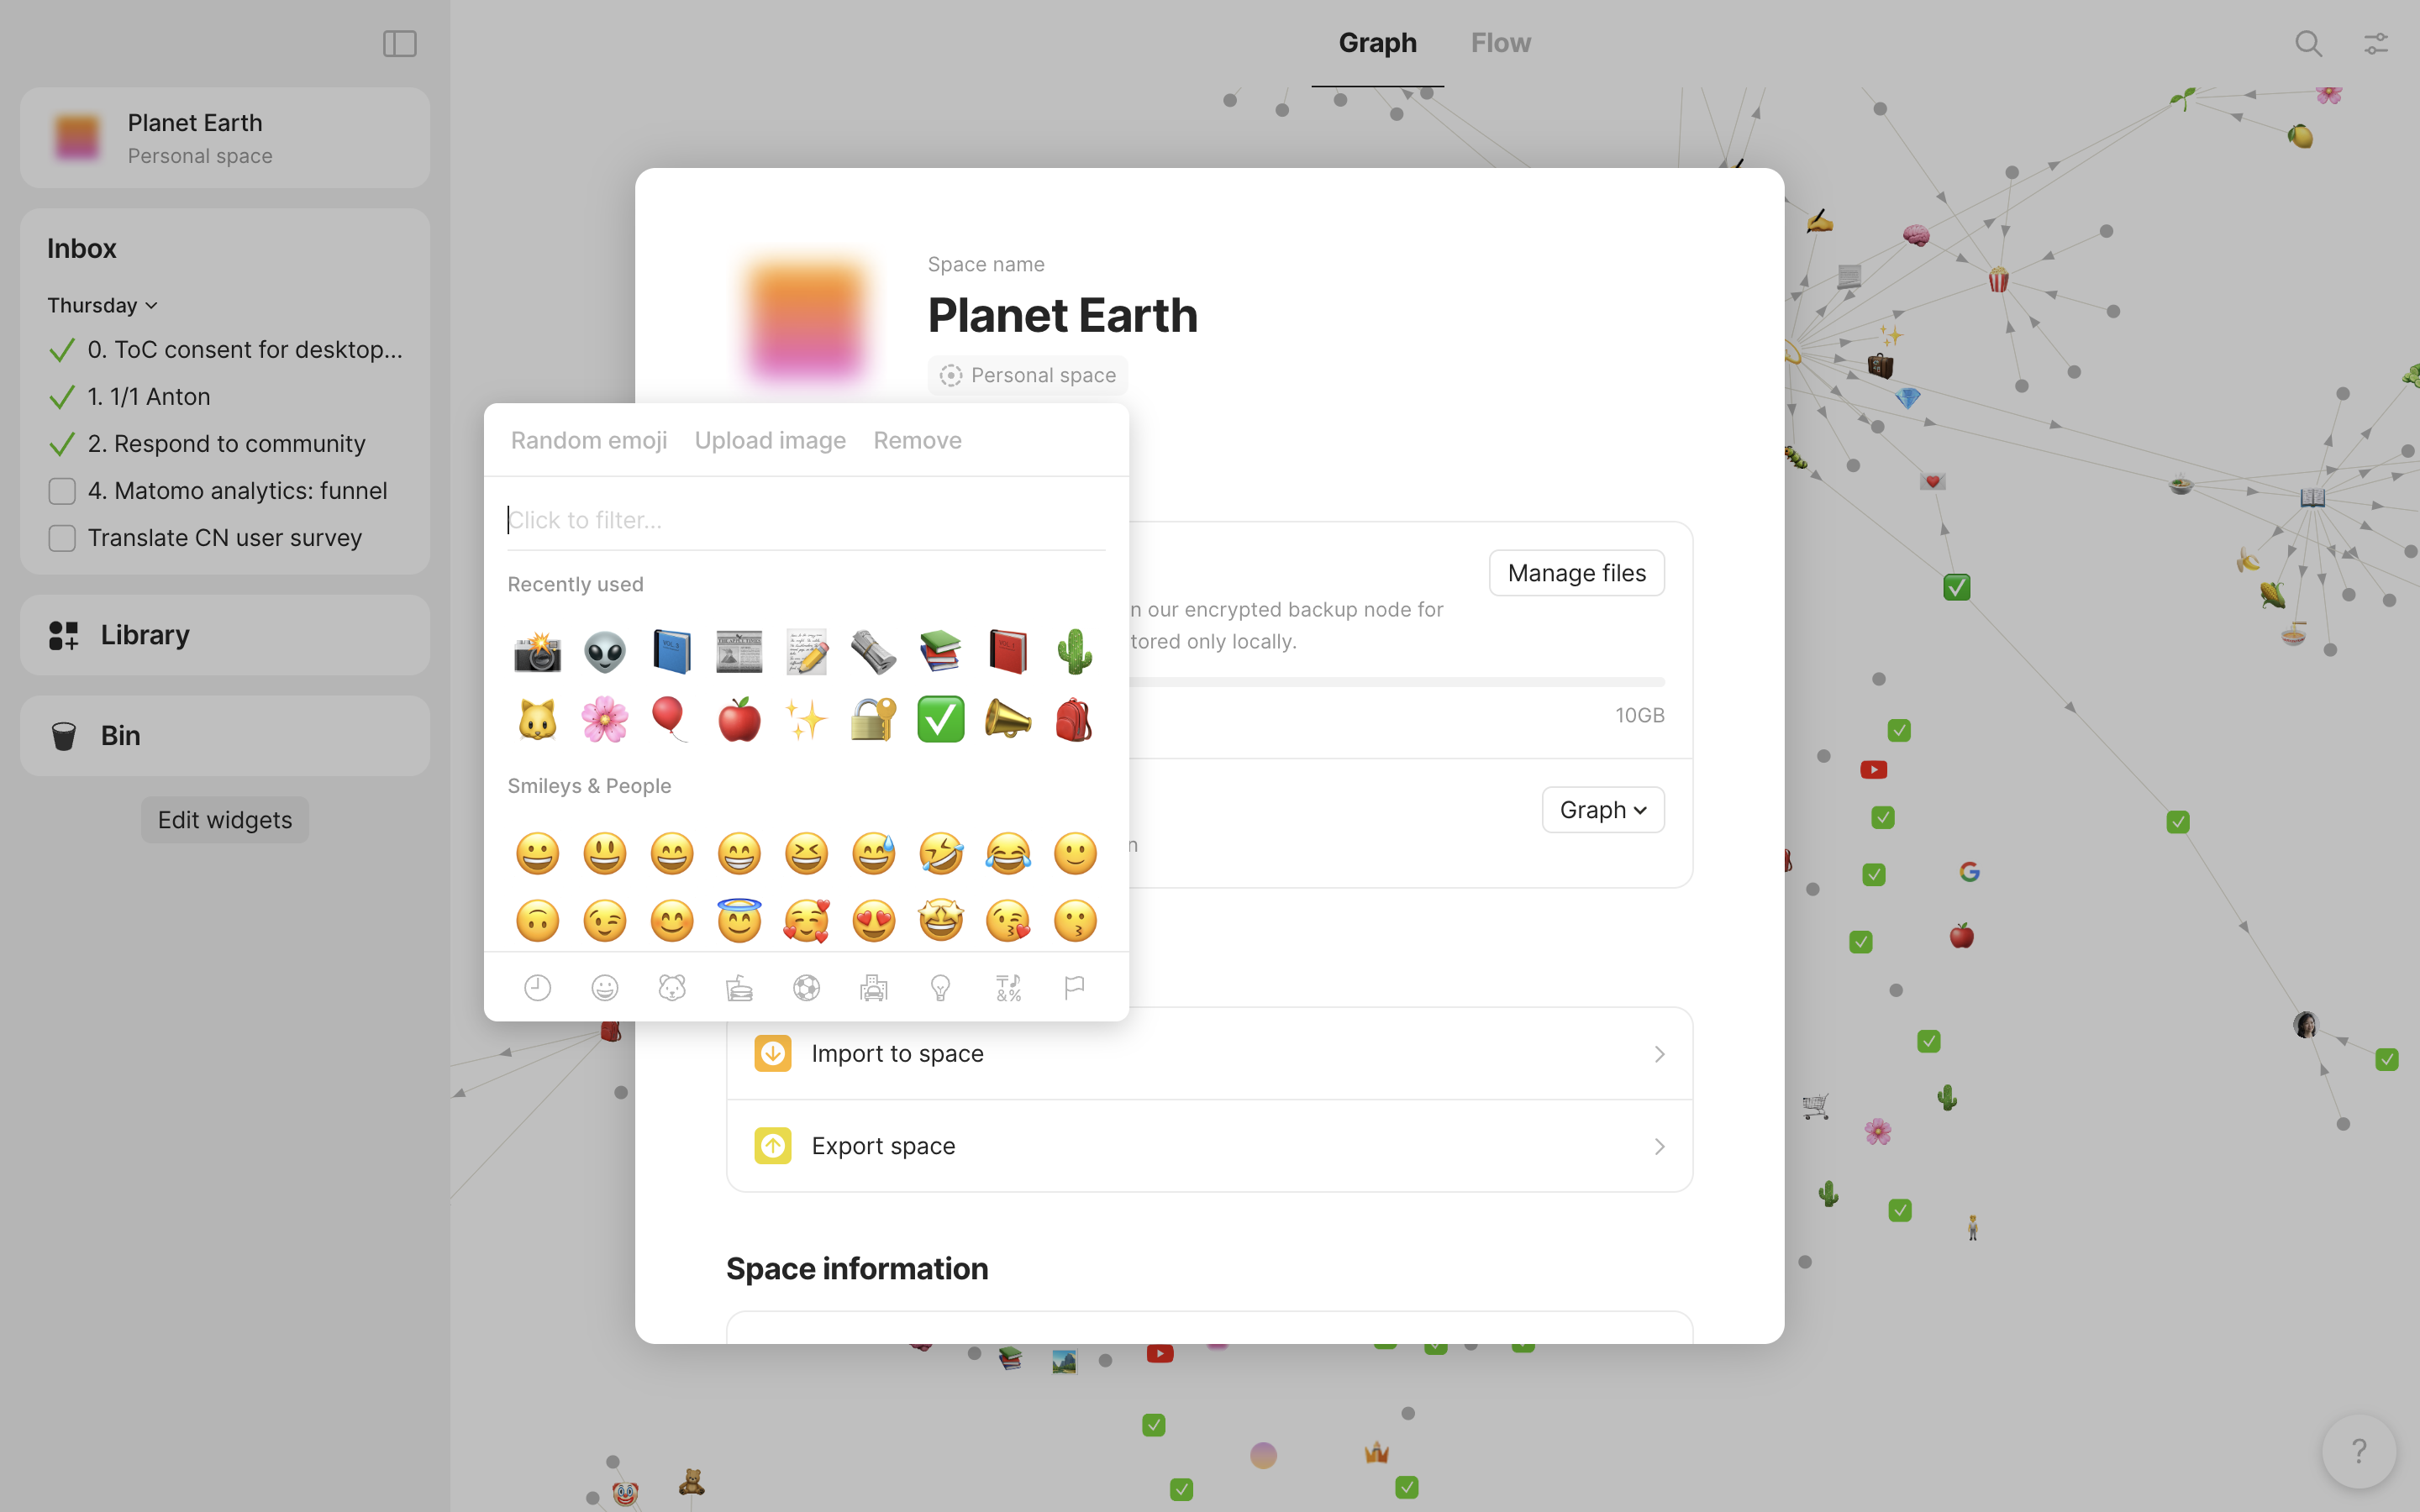 Graph
Flow
Planet Earth
Personal space
Inbox
Thursday
0. ToC consent for desktop...
1. 1/1 Anton
2. Respond to community
4. Matomo analytics: funnel
Translate CN user survey
Library
Bin
Edit widgets
Space name
Planet Earth
Personal space
Random emoji
Upload image
Remove
Click to filter...
Recently used
Smileys & People
Manage files
n our encrypted backup node for
tored only locally.
10GB
Graph
n
Import to space
Export space
Space information
?